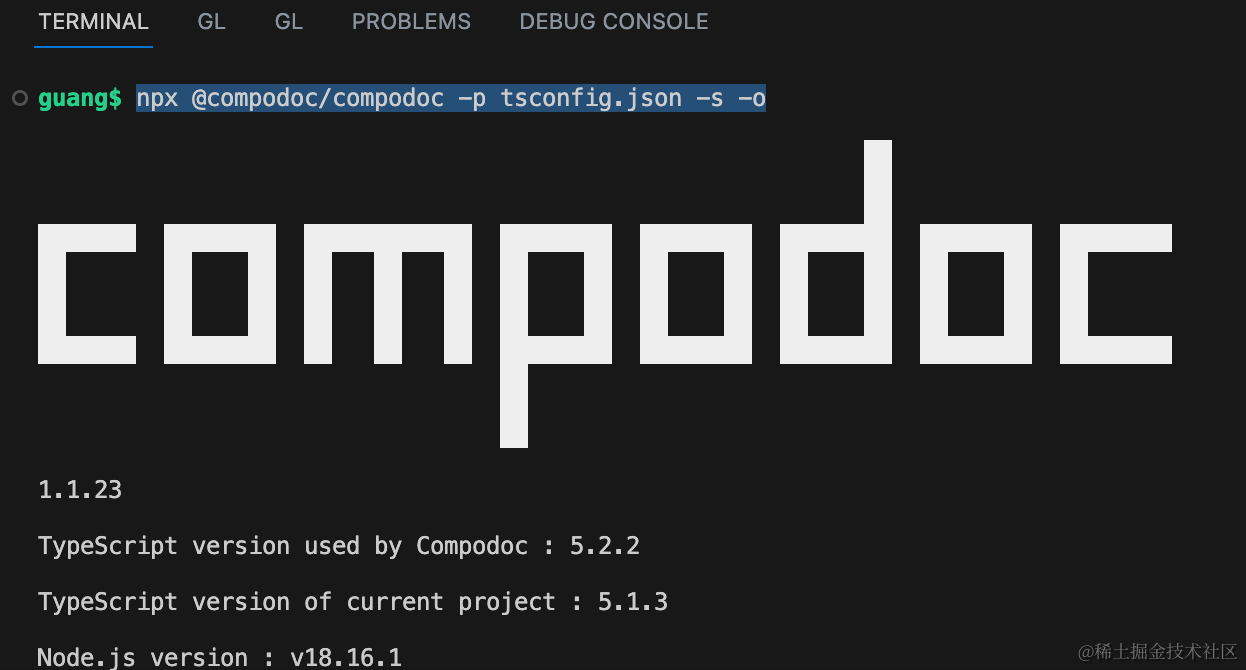 TERMINAL GL GL PROBLEMS DEBUG CONSOLE
guang$ npx @compodoc/compodoc -p tsconfig.json -s -o
compodoc
1.1.23
TypeScript version used by Compodoc : 5.2.2
TypeScript version of current project : 5.1.3
Node.js version : v18.16.1
@稀土掘金技术社区